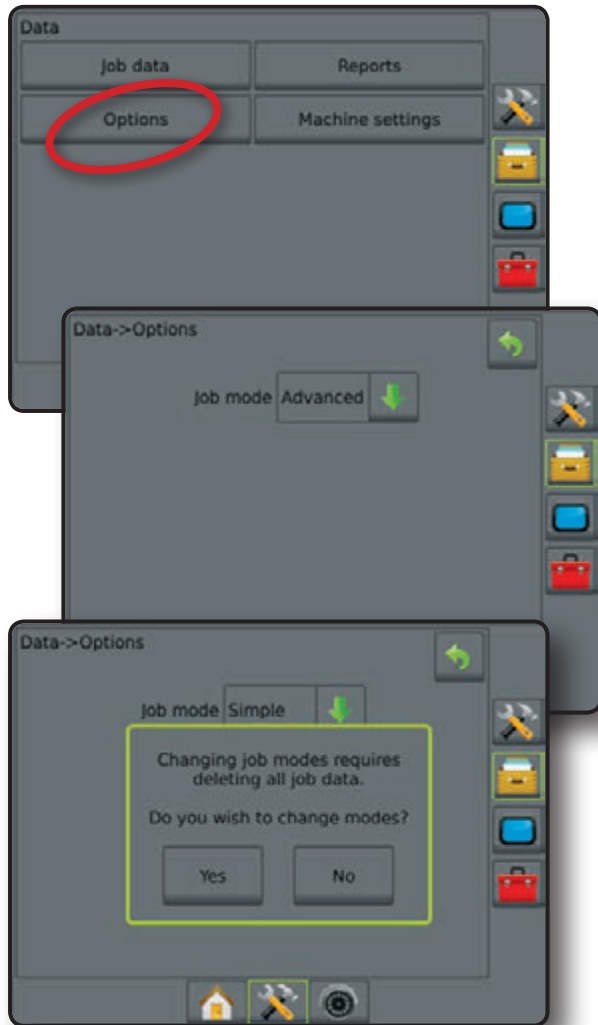 Data
Job data Reports
Options Machine settings
Data->Options
Job mode Advanced
Data->Options
Job mode Simple
Changing job modes requires
deleting all job data.
Do you wish to change modes?
Yes No